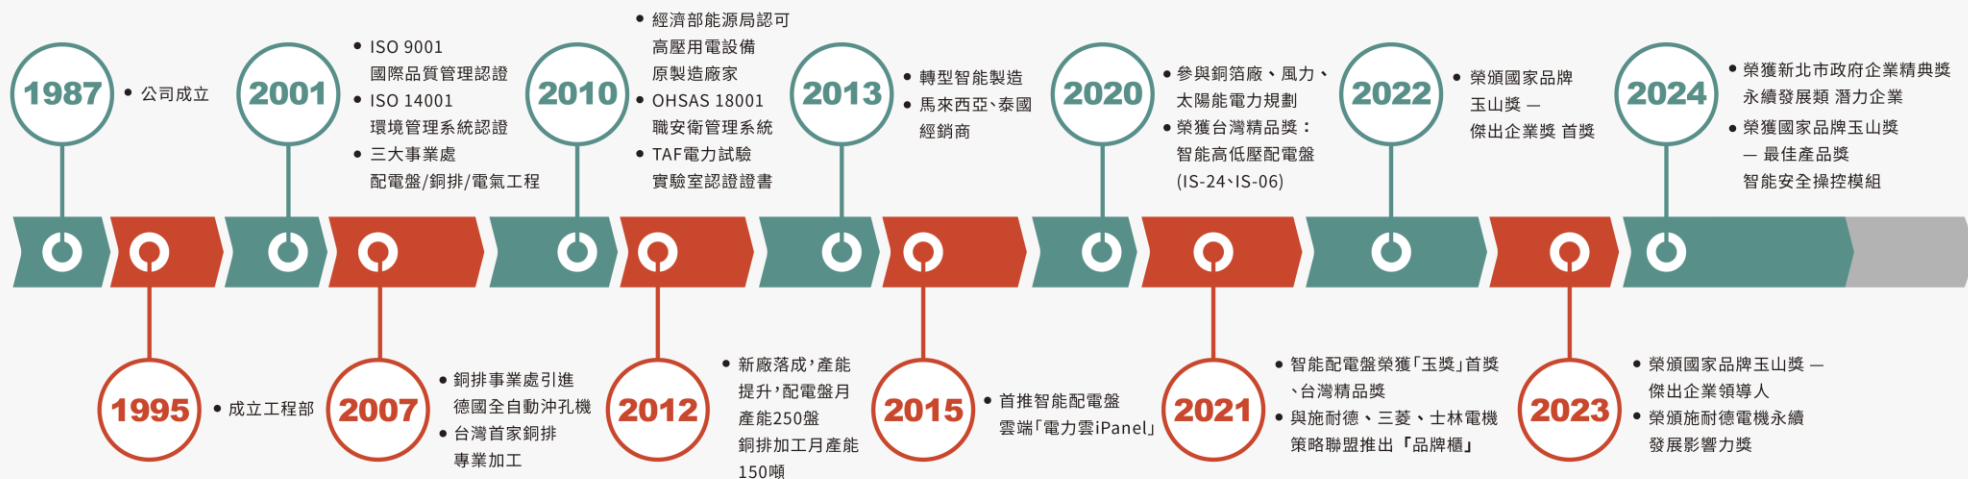 1987
• 公司成立
2001
• ISO 9001
國際品質管理認證
• ISO 14001
環境管理系統認證
• 三大事業處
配電盤/銅排/電氣工程
2010
• 經濟部能源局認可
高壓用電設備
原製造廠家
• OHSAS 18001
職安衛管理系統
• TAF電力試驗
實驗室認證證書
2013
• 轉型智能製造
• 馬來西亞、泰國
經銷商
2020
• 參與銅箔廠、風力、
太陽能電力規劃
• 榮獲台灣精品獎：
智能高低壓配電盤
(IS-24、IS-06)
2022
• 榮頒國家品牌
玉山獎 —
傑出企業獎 首獎
2024
• 榮獲新北市政府企業精典獎
永續發展類 潛力企業
• 榮獲國家品牌玉山獎
— 最佳產品獎
智能安全操控模組
1995
• 成立工程部
2007
• 銅排事業處引進
德國全自動沖孔機
• 台灣首家銅排
專業加工
2012
• 新廠落成，產能
提升，配電盤月
產能250盤
銅排加工月產能
150噸
2015
• 首推智能配電盤
雲端「電力雲iPanel」
2021
• 智能配電盤榮獲「玉獎」首獎
、台灣精品獎
• 與施耐德、三菱、士林電機
策略聯盟推出『品牌櫃』
2023
• 榮頒國家品牌玉山獎 —
傑出企業領導人
• 榮頒施耐德電機永續
發展影響力獎